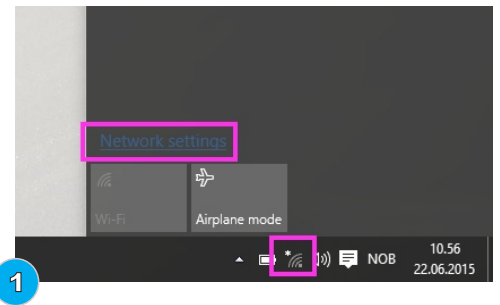 Network settings
Wi-Fi
Airplane mode
NOB
10.56
22.06.2015
1